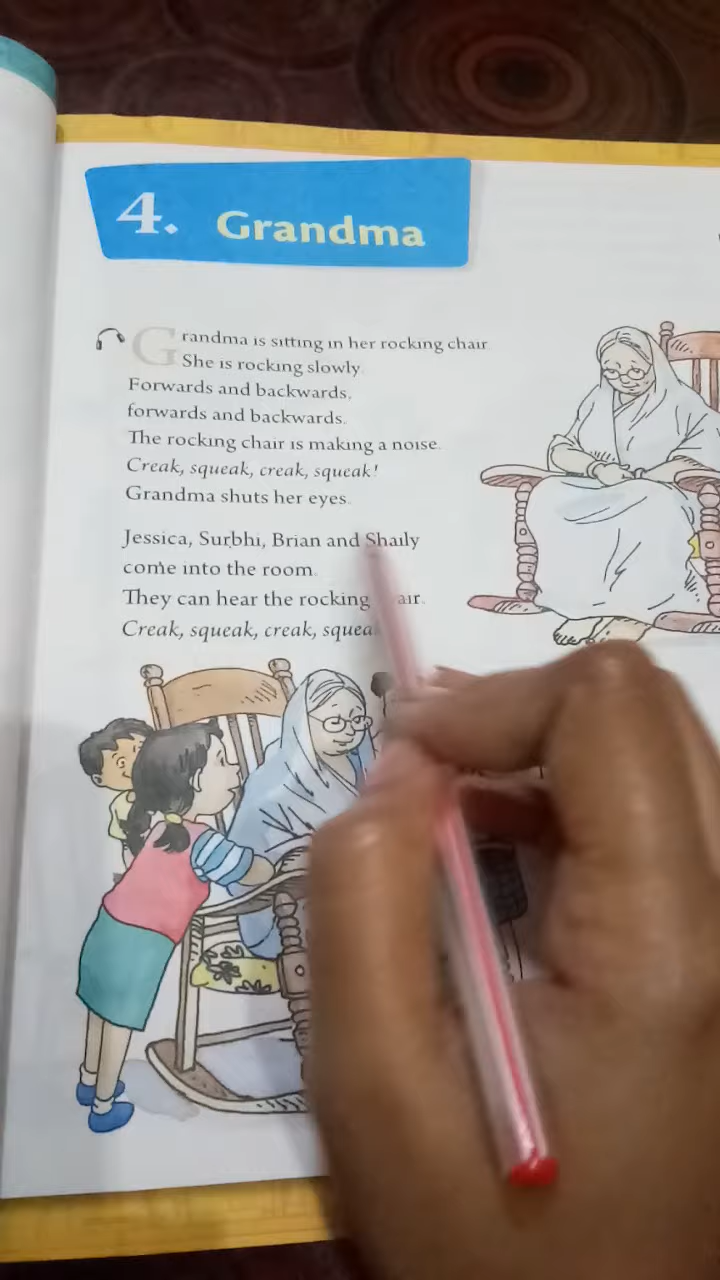 4. Grandma
Grandma is sitting in her rocking chair
She is rocking slowly
Forwards and backwards,
forwards and backwards.
The rocking chair is making a noise.
Creak, squeak, creak, squeak!
Grandma shuts her eyes.
Jessica, Surbhi, Brian and Shaily
come into the room.
They can hear the rocking
Creak, squeak, creak,